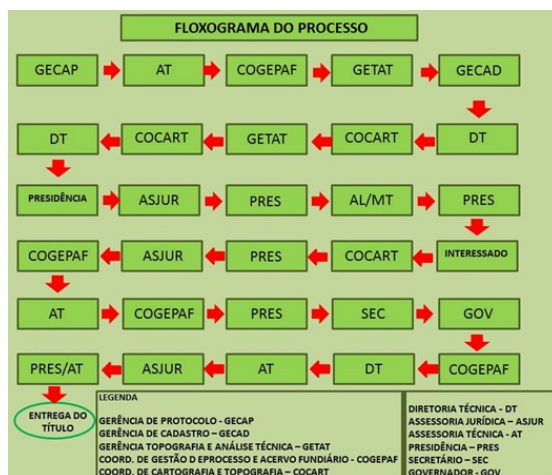 FLOXOGRAMA DO PROCESSO
GECAP AT COGEPAF GETAT GECAD
DT COCART GETAT COCART DT
PRESIDÊNCIA ASJUR PRES AL/MT PRES
COGEPAF ASJUR PRES COCART INTERESSADO
AT COGEPAF PRES SEC GOV
PRES/AT ASJUR AT DT COGEPAF
ENTREGA DO
TÍTULO
LEGENDA
GERÊNCIA DE PROTOCOLO - GECAP
GERÊNCIA DE CADASTRO – GECAD
GERÊNCIA TOPOGRAFIA E ANÁLISE TÉCNICA – GETAT
COORD. DE GESTÃO D EPROCESSO E ACERVO FUNDIÁRIO - COGEPAF
COORD. DE CARTOGRAFIA E TOPOGRAFIA – COCART
DIRETORIA TÉCNICA - DT
ASSESSORIA JURÍDICA – ASJUR
ASSESSORIA TÉCNICA - AT
PRESIDÊNCIA – PRES
SECRETÁRIO – SEC
GOVERNADOR - GOV